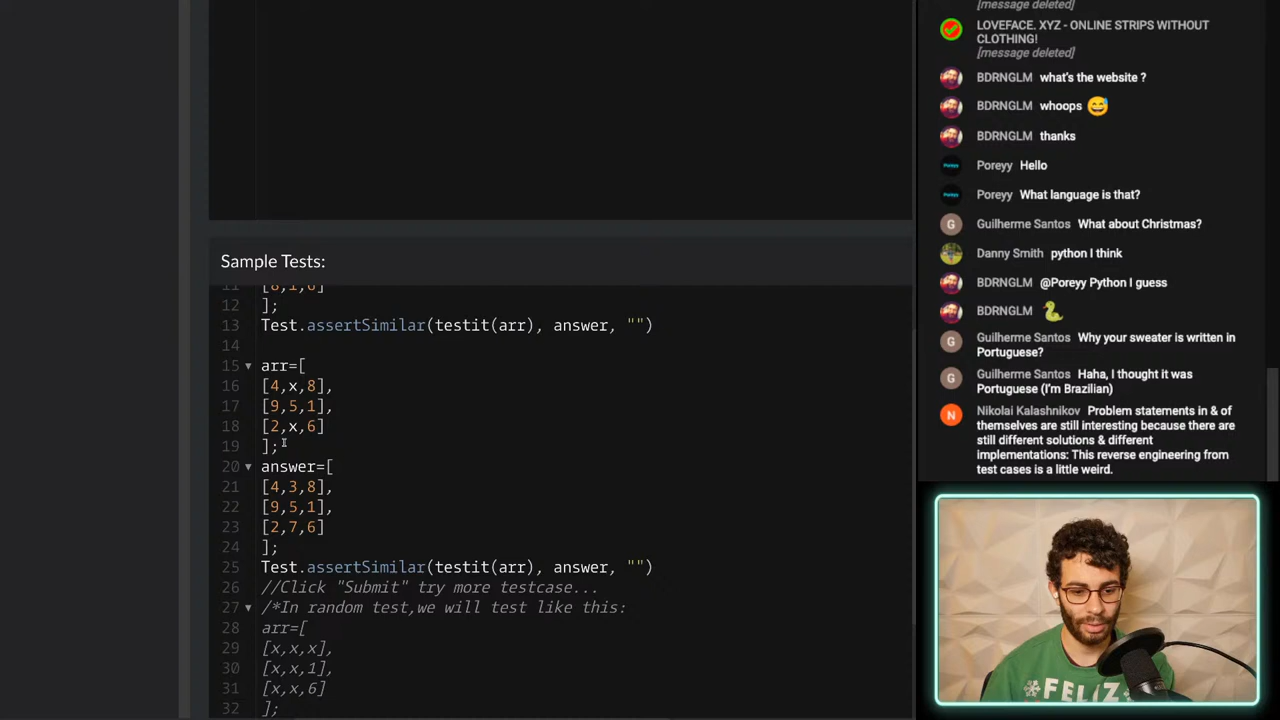 Sample Tests:
11 [8,1,6]
12 ];
13 Test.assertSimilar(testit(arr), answer, "")
14
15 arr=[
16 [4,x,8],
17 [9,5,1],
18 [2,x,6]
19 ];
20 answer=[
21 [4,3,8],
22 [9,5,1],
23 [2,7,6]
24 ];
25 Test.assertSimilar(testit(arr), answer, "")
26 //Click "Submit" try more testcase...
27 /*In random test,we will test like this:
28 arr=[
29 [x,x,x],
30 [x,x,1],
31 [x,x,6]
32 ];
[message deleted]
LOVEFACE. XYZ - ONLINE STRIPS WITHOUT
CLOTHING!
[message deleted]
BDRNGLM what's the website ?
BDRNGLM whoops 😅
BDRNGLM thanks
Poreyy Poreyy Hello
Poreyy Poreyy What language is that?
G Guilherme Santos What about Christmas?
Danny Smith python I think
BDRNGLM @Poreyy Python I guess
BDRNGLM 🐍
G Guilherme Santos Why your sweater is written in
Portuguese?
G Guilherme Santos Haha, I thought it was
Portuguese (I'm Brazilian)
N Nikolai Kalashnikov Problem statements in & of
themselves are still interesting because there are
still different solutions & different
implementations: This reverse engineering from
test cases is a little weird.
FELIZ